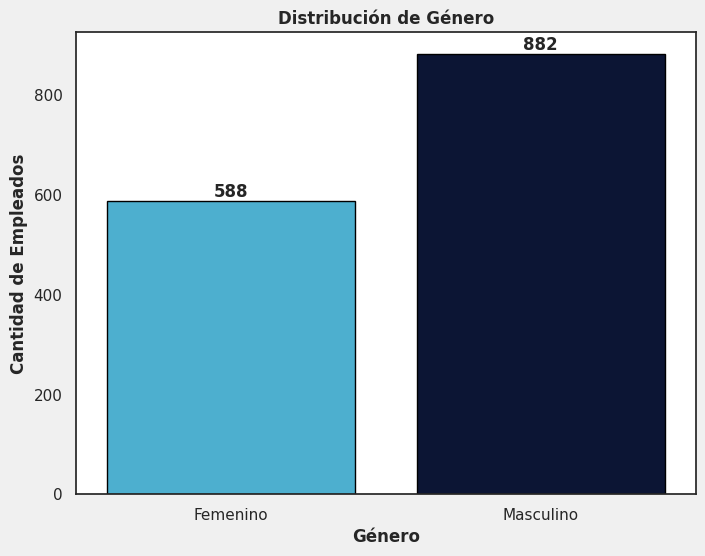 Distribución de Género
882
588
800
600
400
200
0
Cantidad de Empleados
Femenino
Masculino
Género